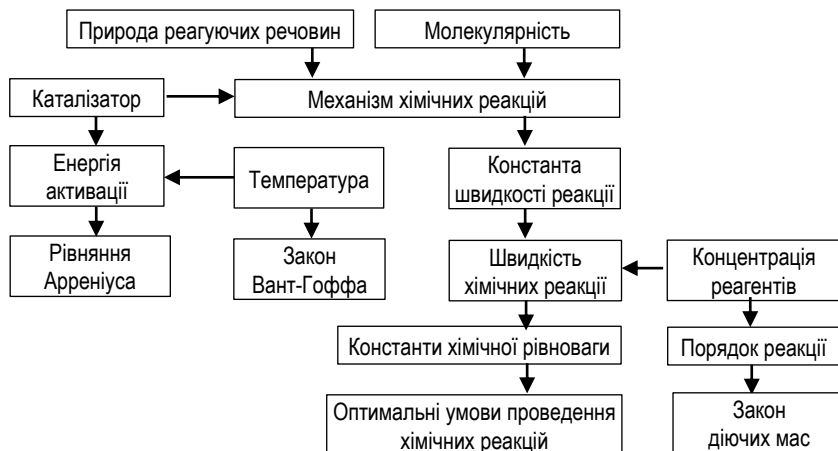 Природа реагуючих речовин
Молекулярність
Каталізатор
Механізм хімічних реакцій
Енергія
активації
Температура
Константа
швидкості реакції
Рівняння
Арреніуса
Закон
Вант-Гоффа
Швидкість
хімічних реакції
Концентрація
реагентів
Константи хімічної рівноваги
Порядок реакції
Оптимальні умови проведення
хімічних реакцій
Закон
діючих мас